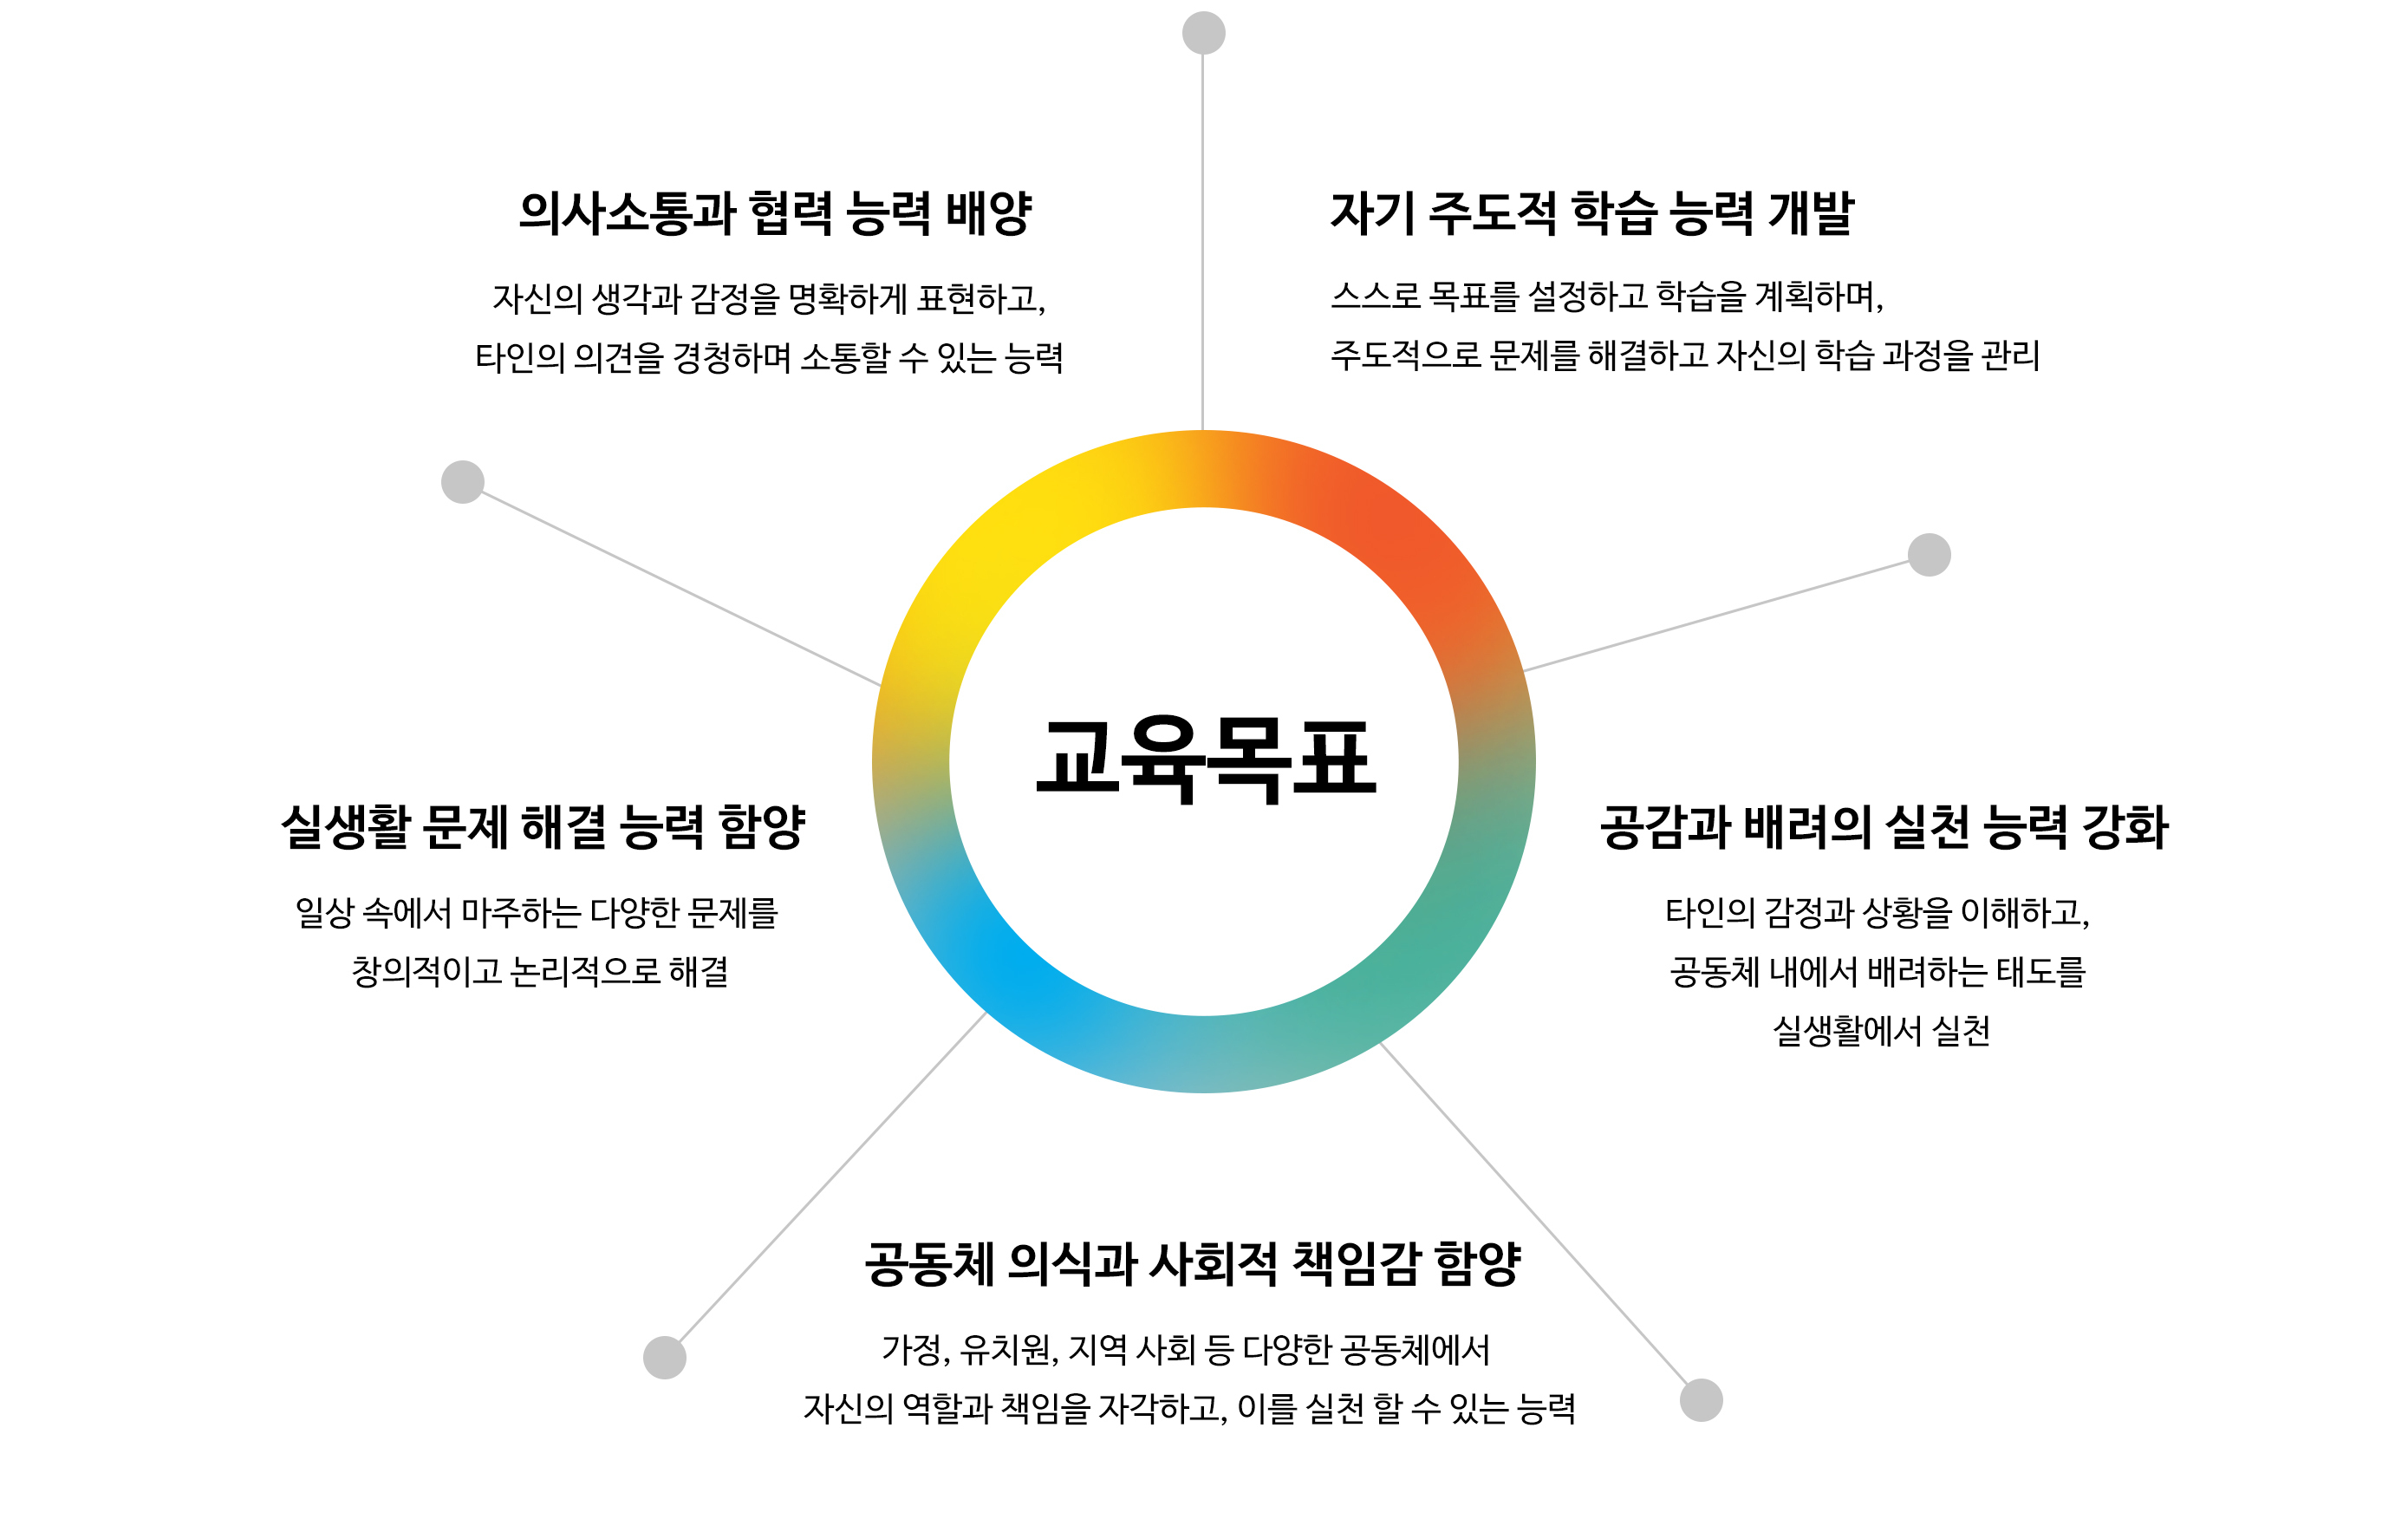 의사소통과 협력 능력 배양
자신의 생각과 감정을 명확하게 표현하고,
타인의 의견을 경청하며 소통할 수 있는 능력
자기 주도적 학습 능력 개발
스스로 목표를 설정하고 학습을 계획하며,
주도적으로 문제를 해결하고 자신의 학습 과정을 관리
교육목표
실생활 문제 해결 능력 함양
일상 속에서 마주하는 다양한 문제를
창의적이고 논리적으로 해결
공감과 배려의 실천 능력 강화
타인의 감정과 상황을 이해하고,
공동체 내에서 배려하는 태도를
실생활에서 실천
공동체 의식과 사회적 책임감 함양
가정, 유치원, 지역 사회 등 다양한 공동체에서
자신의 역할과 책임을 자각하고, 이를 실천 할 수 있는 능력